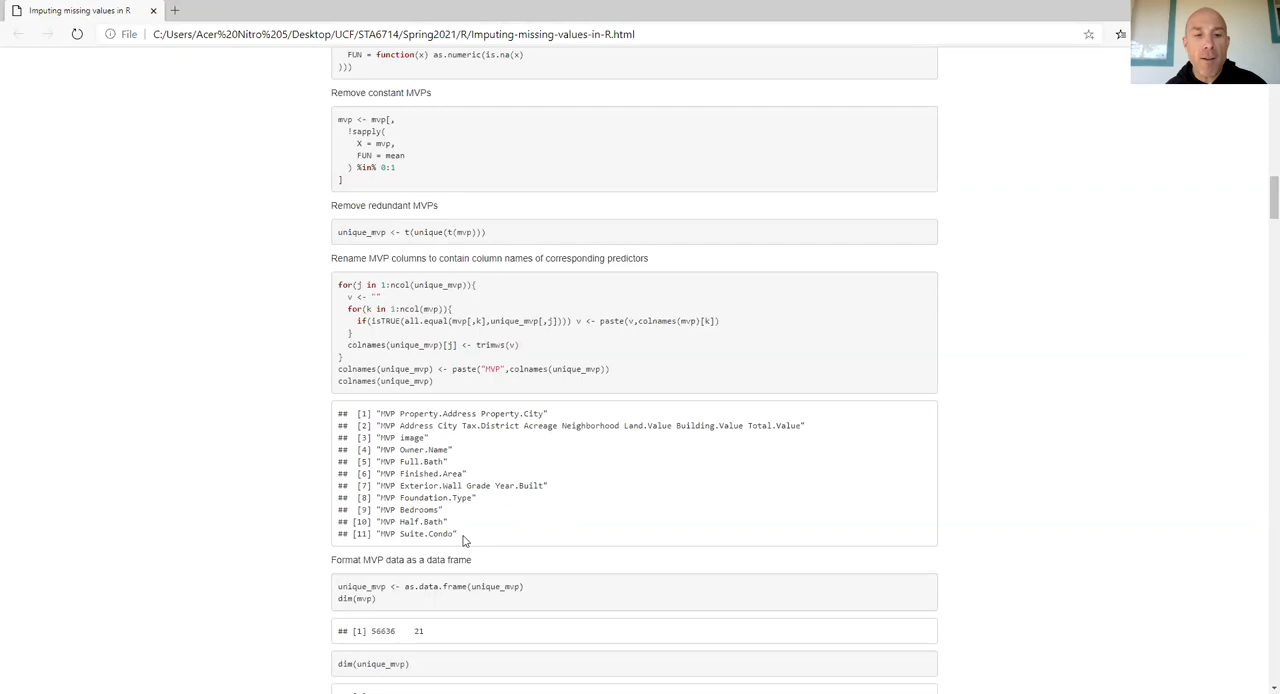 Imputing missing values in R
File
C:/Users/Acer%20Nitro%205/Desktop/UCF/STA6714/Spring2021/R/Imputing-missing-values-in-R.html
FUN = function(x) as.numeric(is.na(x)
)))
Remove constant MVPs
mvp <- mvp[,
!sapply(
X = mvp,
FUN = mean
) %in% 0:1
]
Remove redundant MVPs
unique_mvp <- t(unique(t(mvp)))
Rename MVP columns to contain column names of corresponding predictors
for(j in 1:ncol(unique_mvp)){
v <- ""
for(k in 1:ncol(mvp)){
if(isTRUE(all.equal(mvp[,k],unique_mvp[,j]))) v <- paste(v,colnames(mvp)[k])
}
colnames(unique_mvp)[j] <- trimws(v)
}
colnames(unique_mvp) <- paste("MVP",colnames(unique_mvp))
colnames(unique_mvp)
## [1] "MVP Property.Address Property.City"
## [2] "MVP Address City Tax.District Acreage Neighborhood Land.Value Building.Value Total.Value"
## [3] "MVP image"
## [4] "MVP Owner.Name"
## [5] "MVP Full.Bath"
## [6] "MVP Finished.Area"
## [7] "MVP Exterior.Wall Grade Year.Built"
## [8] "MVP Foundation.Type"
## [9] "MVP Bedrooms"
## [10] "MVP Half.Bath"
## [11] "MVP Suite.Condo"
Format MVP data as a data frame
unique_mvp <- as.data.frame(unique_mvp)
dim(mvp)
## [1] 56636 21
dim(unique_mvp)